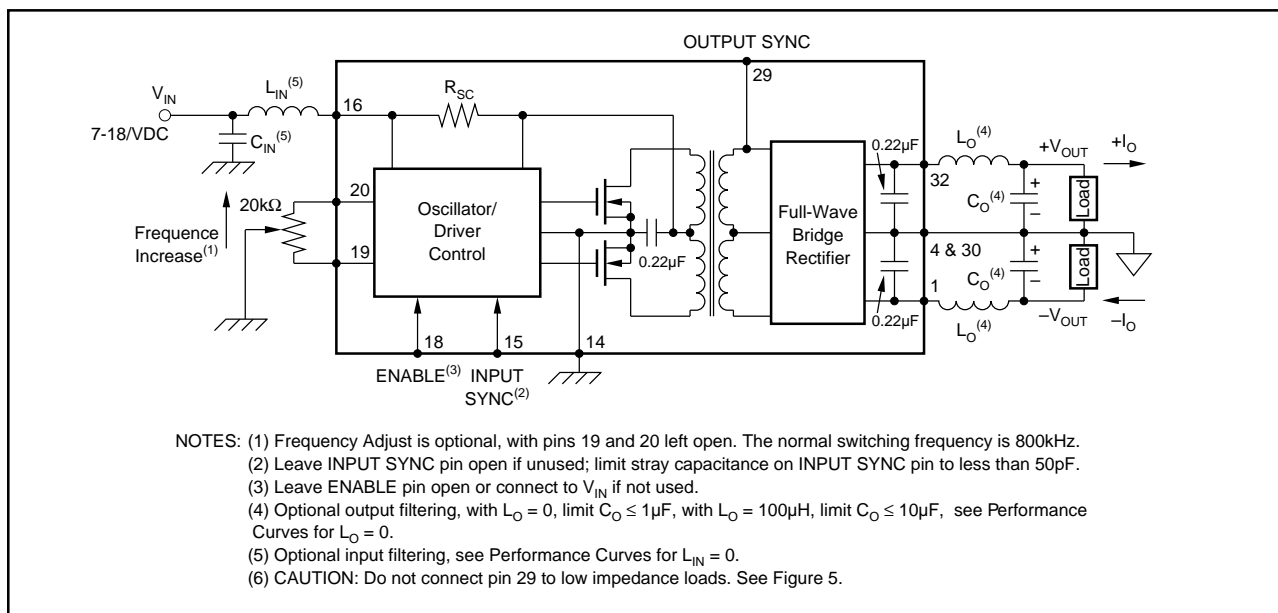 OUTPUT SYNC
29
V_IN
7-18/VDC
L_IN^(5)
16
C_IN^(5)
R_SC
20kΩ
20
19
Frequence
Increase^(1)
Oscillator/
Driver
Control
0.22µF
Full-Wave
Bridge
Rectifier
0.22µF
0.22µF
L_O^(4)
32
+V_OUT
+I_O
C_O^(4)
+
–
Load
4 & 30
C_O^(4)
+
–
Load
1
L_O^(4)
–V_OUT
–I_O
18
15
14
ENABLE^(3)
INPUT
SYNC^(2)
NOTES: (1) Frequency Adjust is optional, with pins 19 and 20 left open. The normal switching frequency is 800kHz.
(2) Leave INPUT SYNC pin open if unused; limit stray capacitance on INPUT SYNC pin to less than 50pF.
(3) Leave ENABLE pin open or connect to V_IN if not used.
(4) Optional output filtering, with L_O = 0, limit C_O ≤ 1µF, with L_O = 100µH, limit C_O ≤ 10µF, see Performance
Curves for L_O = 0.
(5) Optional input filtering, see Performance Curves for L_IN = 0.
(6) CAUTION: Do not connect pin 29 to low impedance loads. See Figure 5.